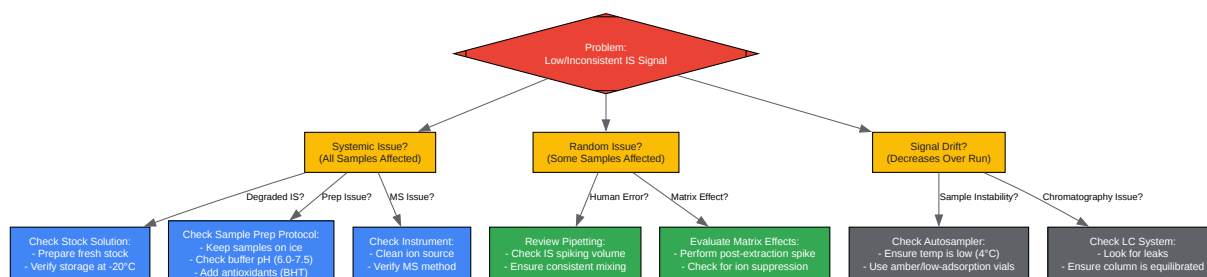 Problem:
Low/Inconsistent IS Signal
Systemic Issue?
(All Samples Affected)
Random Issue?
(Some Samples Affected)
Signal Drift?
(Decreases Over Run)
Degraded IS?
Prep Issue?
MS Issue?
Human Error?
Matrix Effect?
Sample Instability?
Chromatography Issue?
Check Stock Solution:
- Prepare fresh stock
- Verify storage at -20°C
Check Sample Prep Protocol:
- Keep samples on ice
- Check buffer pH (6.0-7.5)
- Add antioxidants (BHT)
Check Instrument:
- Clean ion source
- Verify MS method
Review Pipetting:
- Check IS spiking volume
- Ensure consistent mixing
Evaluate Matrix Effects:
- Perform post-extraction spike
- Check for ion suppression
Check Autosampler:
- Ensure temp is low (4°C)
- Use amber/low-adsorption vials
Check LC System:
- Look for leaks
- Ensure column is equilibrated